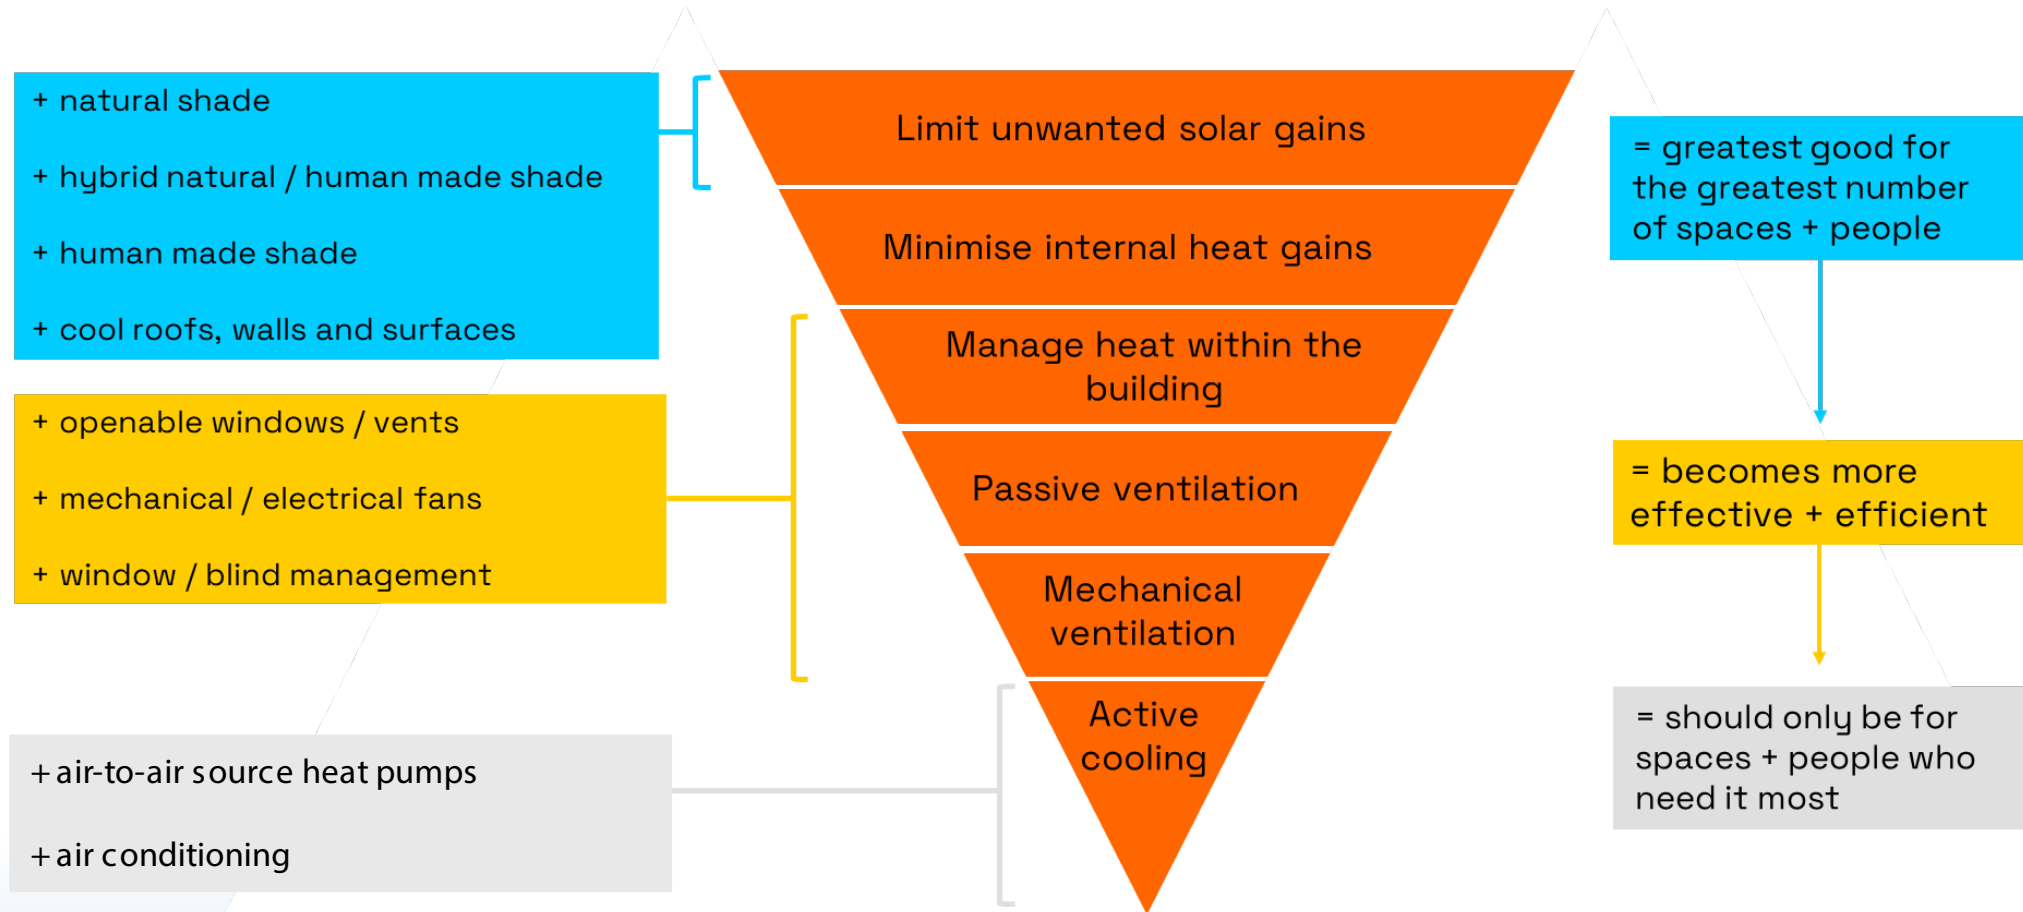 + natural shade
+ hybrid natural / human made shade
+ human made shade
+ cool roofs, walls and surfaces
+ openable windows / vents
+ mechanical / electrical fans
+ window / blind management
+ air-to-air source heat pumps
+ air conditioning
Limit unwanted solar gains
Minimise internal heat gains
Manage heat within the
building
Passive ventilation
Mechanical
ventilation
Active
cooling
= greatest good for
the greatest number
of spaces + people
= becomes more
effective + efficient
= should only be for
spaces + people who
need it most